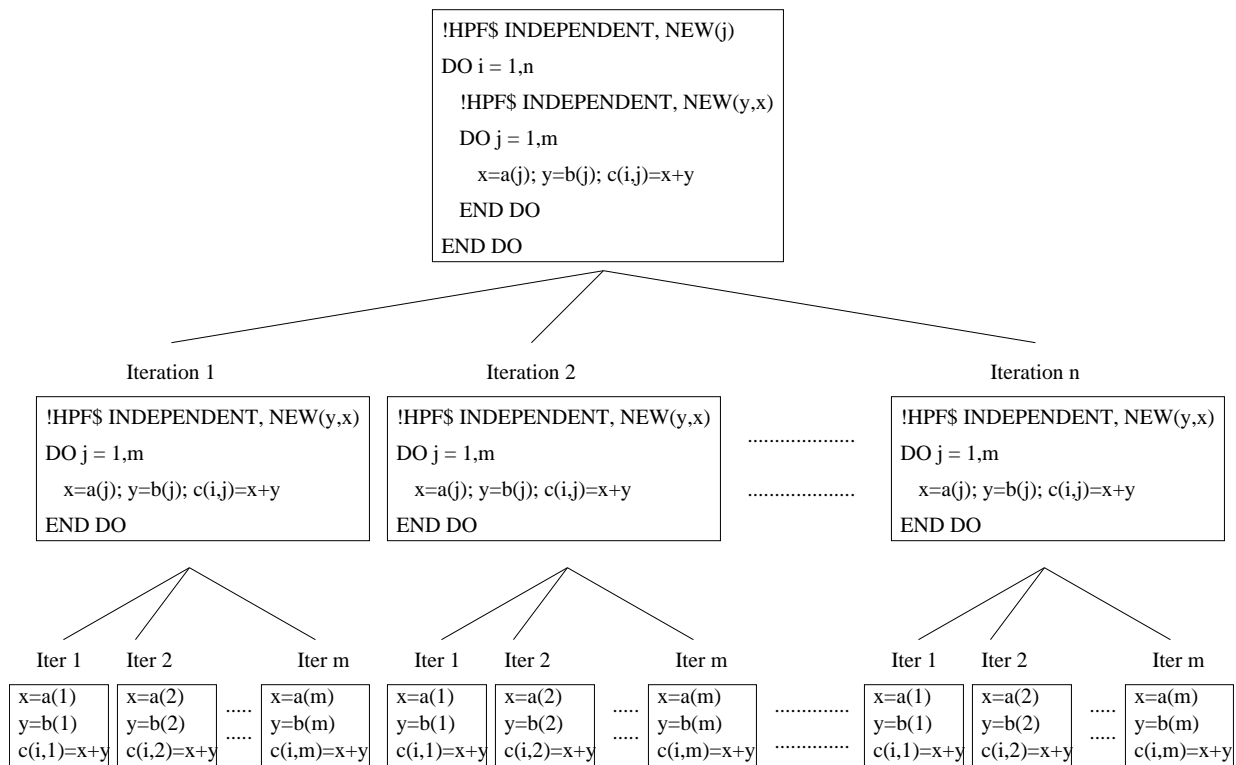 !HPF$ INDEPENDENT, NEW(j)
DO i = 1,n
!HPF$ INDEPENDENT, NEW(y,x)
DO j = 1,m
x=a(j); y=b(j); c(i,j)=x+y
END DO
END DO
Iteration 1
Iteration 2
Iteration n
!HPF$ INDEPENDENT, NEW(y,x)
DO j = 1,m
x=a(j); y=b(j); c(i,j)=x+y
END DO
!HPF$ INDEPENDENT, NEW(y,x)
DO j = 1,m
x=a(j); y=b(j); c(i,j)=x+y
END DO
....................
....................
!HPF$ INDEPENDENT, NEW(y,x)
DO j = 1,m
x=a(j); y=b(j); c(i,j)=x+y
END DO
Iter 1
Iter 2
Iter m
Iter 1
Iter 2
Iter m
Iter 1
Iter 2
Iter m
x=a(1)
y=b(1)
c(i,1)=x+y
x=a(2)
y=b(2)
c(i,2)=x+y
.....
.....
x=a(m)
y=b(m)
c(i,m)=x+y
x=a(1)
y=b(1)
c(i,1)=x+y
x=a(2)
y=b(2)
c(i,2)=x+y
.....
.....
x=a(m)
y=b(m)
c(i,m)=x+y
..............
..............
x=a(1)
y=b(1)
c(i,1)=x+y
x=a(2)
y=b(2)
c(i,2)=x+y
.....
.....
x=a(m)
y=b(m)
c(i,m)=x+y